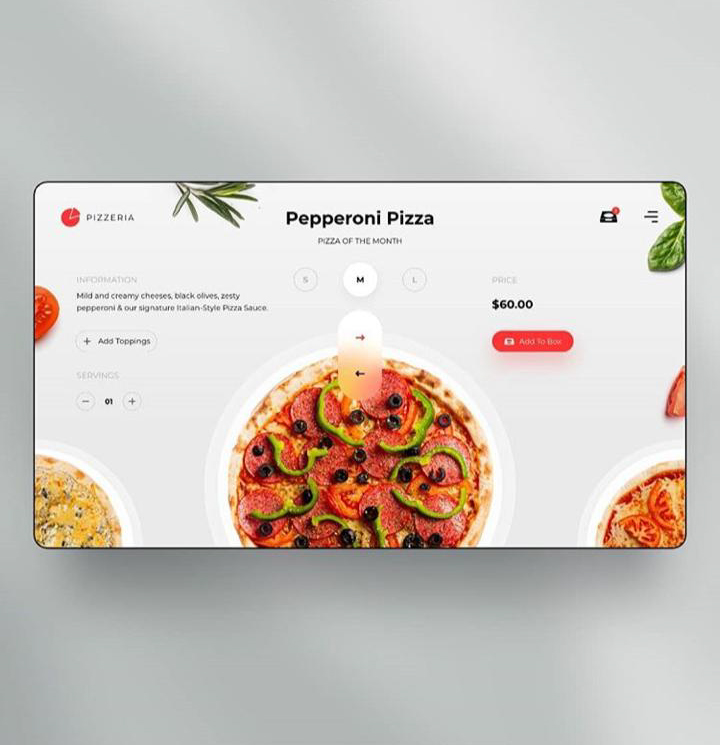 PIZZERIA
Pepperoni Pizza
PIZZA OF THE MONTH
INFORMATION
Mild and creamy cheeses, black olives, zesty
pepperoni & our signature Italian-Style Pizza Sauce.
+ Add Toppings
SERVINGS
− 01 +
S M L
→
←
PRICE
$60.00
Add To Box